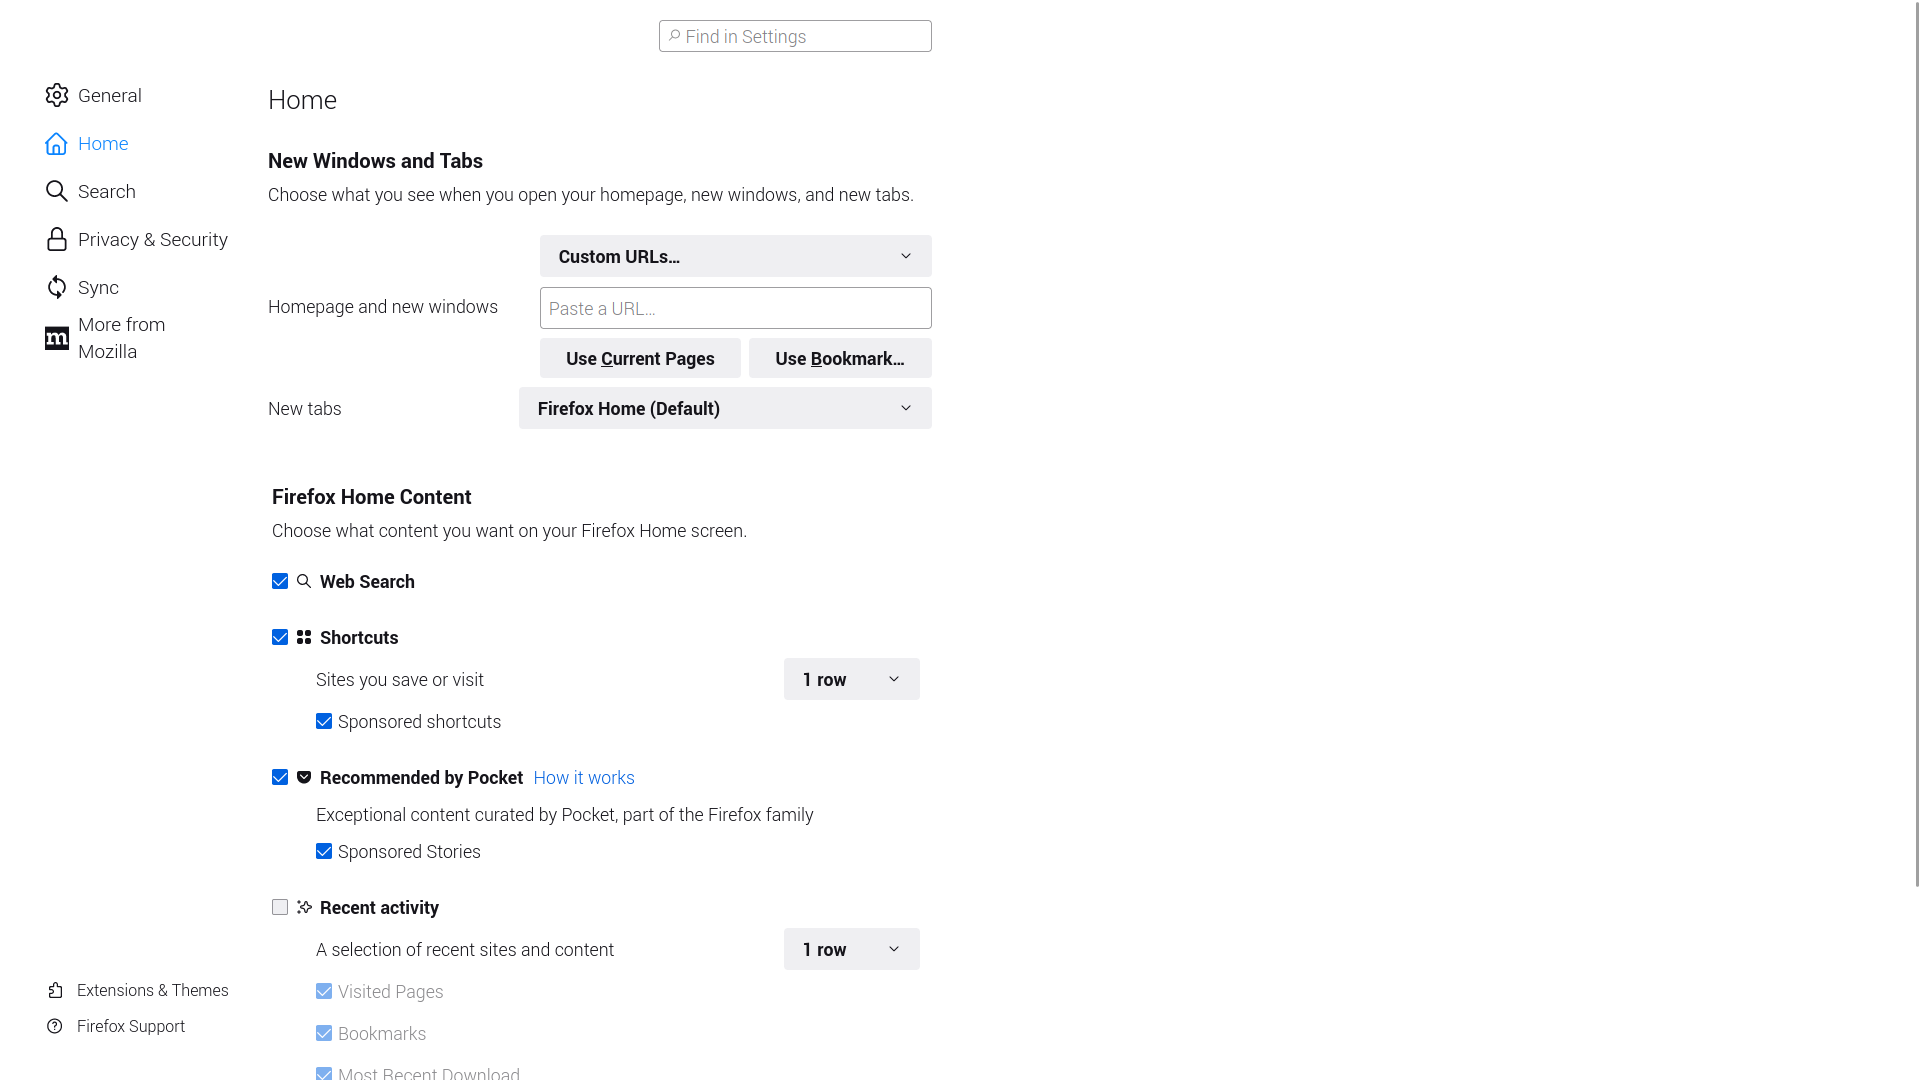 Find in Settings
General
Home
Search
Privacy & Security
Sync
m
More from
Mozilla
Extensions & Themes
Firefox Support
Home
New Windows and Tabs
Choose what you see when you open your homepage, new windows, and new tabs.
Homepage and new windows
Custom URLs...
Paste a URL...
Use Current Pages
Use Bookmark...
New tabs
Firefox Home (Default)
Firefox Home Content
Choose what content you want on your Firefox Home screen.
Web Search
Shortcuts
Sites you save or visit
1 row
Sponsored shortcuts
Recommended by Pocket How it works
Exceptional content curated by Pocket, part of the Firefox family
Sponsored Stories
Recent activity
A selection of recent sites and content
1 row
Visited Pages
Bookmarks
Most Recent Download